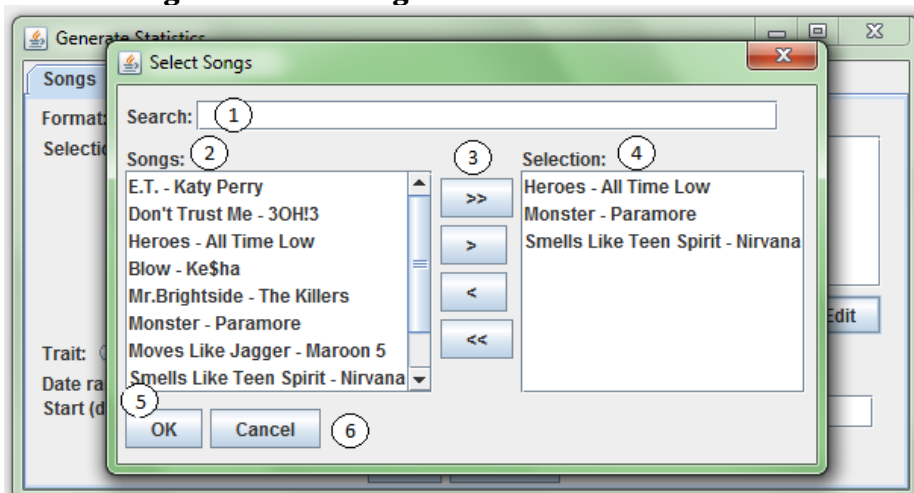 Generate Statistics
Select Songs
Songs
Format:
Search: 1
Songs: 2
3
Selection: 4
E.T. - Katy Perry
Don't Trust Me - 3OH!3
Heroes - All Time Low
Blow - Ke$ha
Mr.Brightside - The Killers
Monster - Paramore
Moves Like Jagger - Maroon 5
Smells Like Teen Spirit - Nirvana
>>
>
<
<<
Heroes - All Time Low
Monster - Paramore
Smells Like Teen Spirit - Nirvana
Edit
Trait:
Start (d
5
OK
Cancel
6